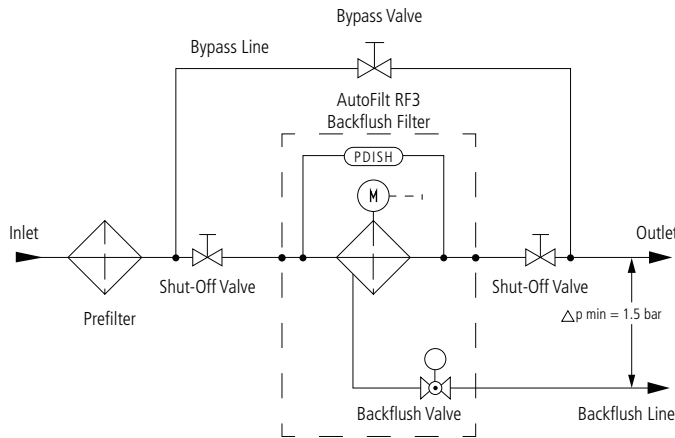 Bypass Valve
Bypass Line
AutoFilt RF3
Backflush Filter
PDISH
M
Inlet
Outlet
Shut-Off Valve
Shut-Off Valve
Prefilter
△p min = 1.5 bar
Backflush Valve
Backflush Line